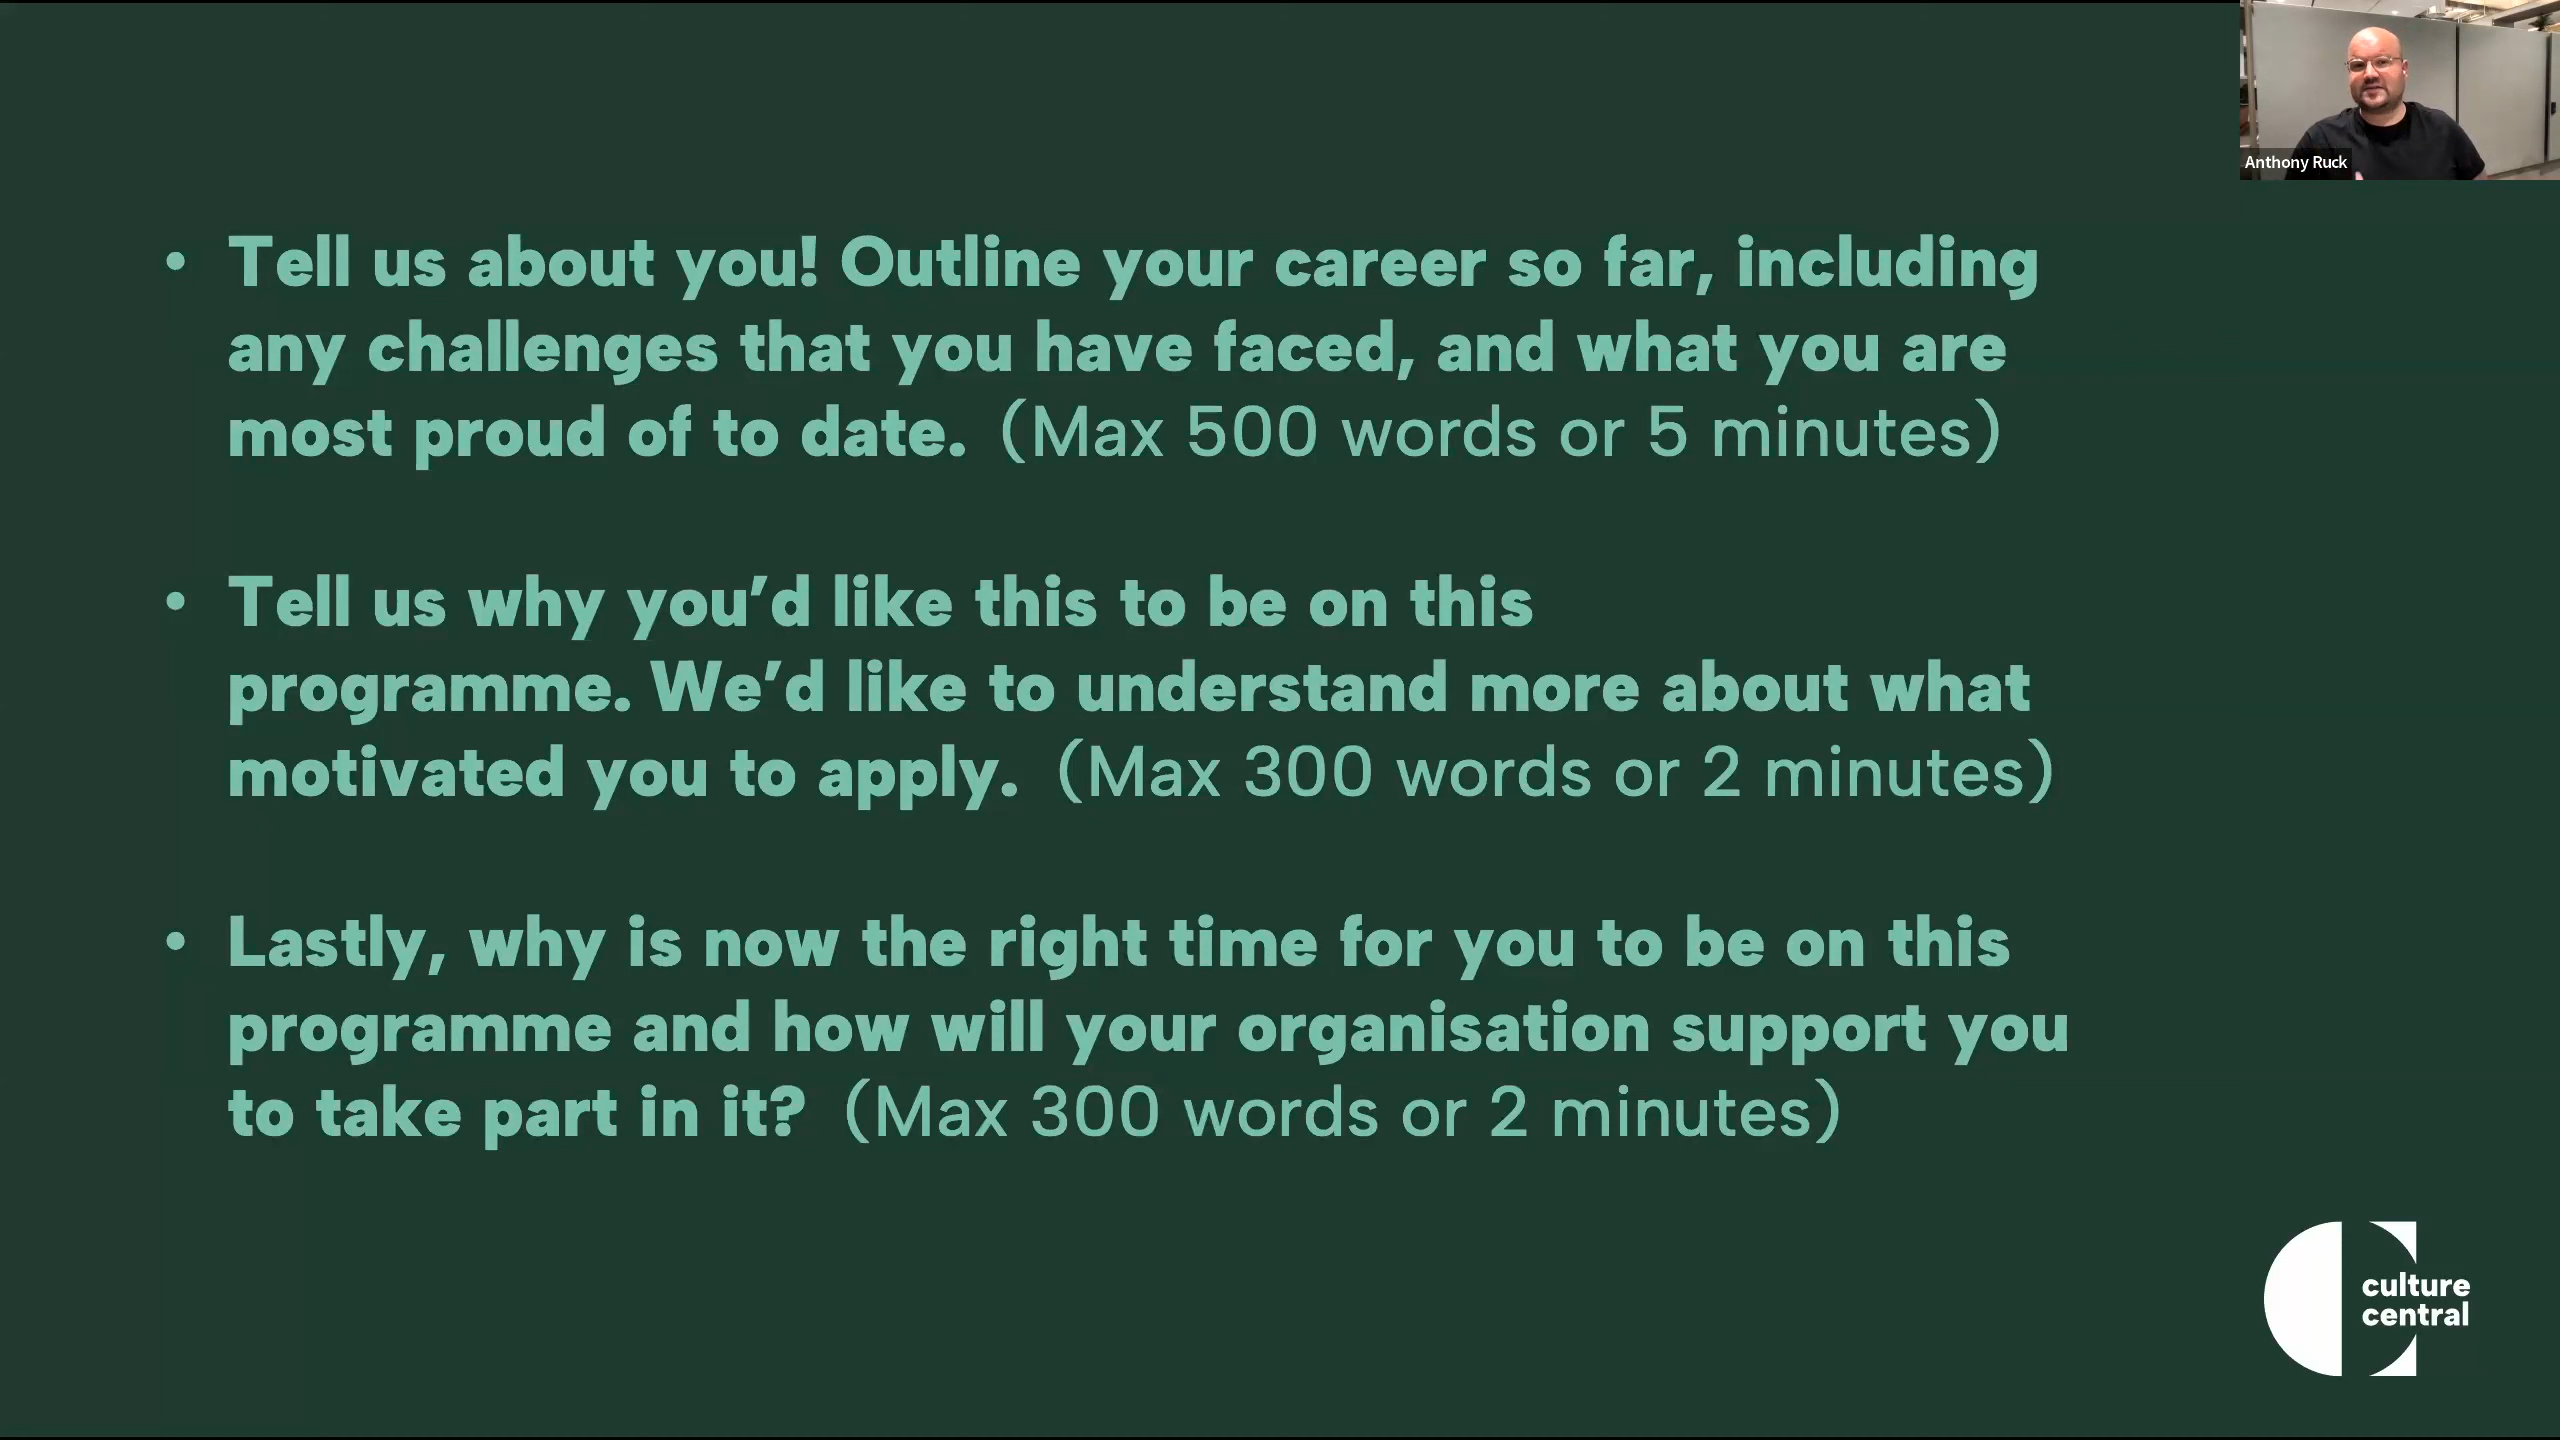 Anthony Ruck
• Tell us about you! Outline your career so far, including
any challenges that you have faced, and what you are
most proud of to date. (Max 500 words or 5 minutes)
• Tell us why you’d like this to be on this
programme. We’d like to understand more about what
motivated you to apply. (Max 300 words or 2 minutes)
• Lastly, why is now the right time for you to be on this
programme and how will your organisation support you
to take part in it? (Max 300 words or 2 minutes)
culture
central